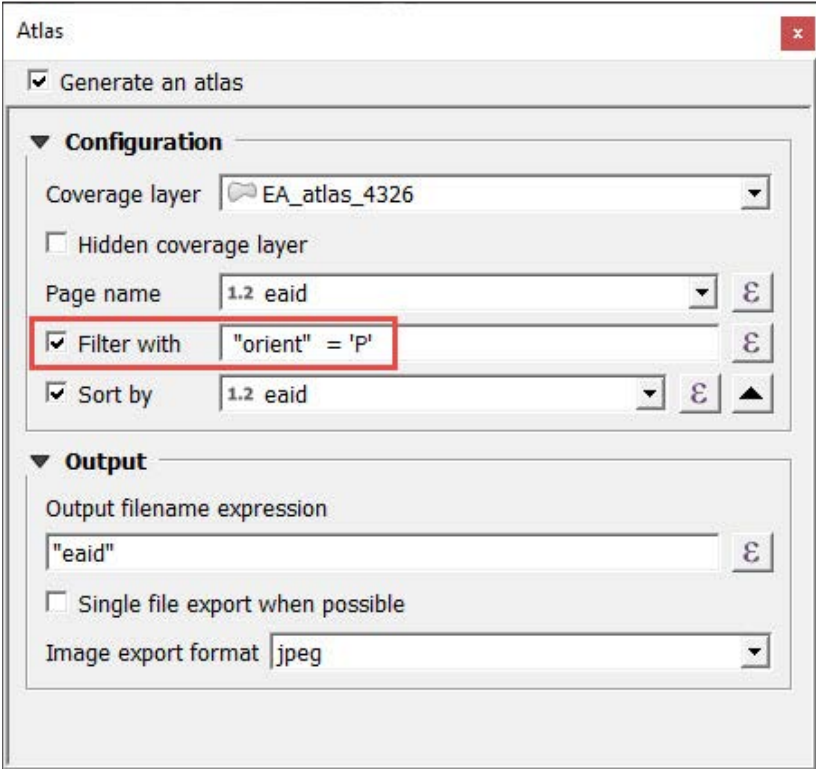 Atlas x
Generate an atlas
Configuration
Coverage layer EA_atlas_4326
Hidden coverage layer
Page name 1.2 eaid ε
Filter with "orient" = 'P' ε
Sort by 1.2 eaid ε
Output
Output filename expression
"eaid" ε
Single file export when possible
Image export format jpeg